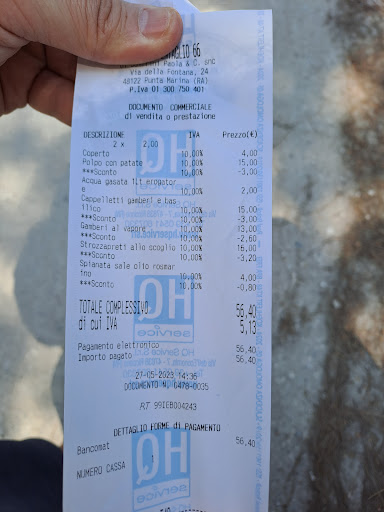 TAGLIO 66
Paola & C. snc
Via della Fontana, 24
48122 Punta Marina (RA)
P.Iva 01 300 750 401
DOCUMENTO COMMERCIALE
di vendita o prestazione
DESCRIZIONE IVA Prezzo(€)
2 x 2,00
Coperto 10,00% 4,00
Polpo con patate 10,00% 15,00
***Sconto 10,00% -3,00
Acqua gasata 1Lt erogator
e 10,00% 2,00
Cappelletti gamberi e bas
ilico 10,00% 15,00
***Sconto 10,00% -3,00
Gamberi al vapore 10,00% 13,00
***Sconto 10,00% -2,60
Strozzapreti allo scoglio 10,00% 16,00
***Sconto 10,00% -3,20
Spianata sale olio rosmar
ino 10,00% 4,00
***Sconto 10,00% -0,80
TOTALE COMPLESSIVO 56,40
di cui IVA 5,13
Pagamento elettronico 56,40
Importo pagato 56,40
27-05-2023 14:36
DOCUMENTO N. 0478-0035
RT 99IEB004243
DETTAGLIO FORME di PAGAMENTO
Bancomat 56,40
NUMERO CASSA 1
HQ
service